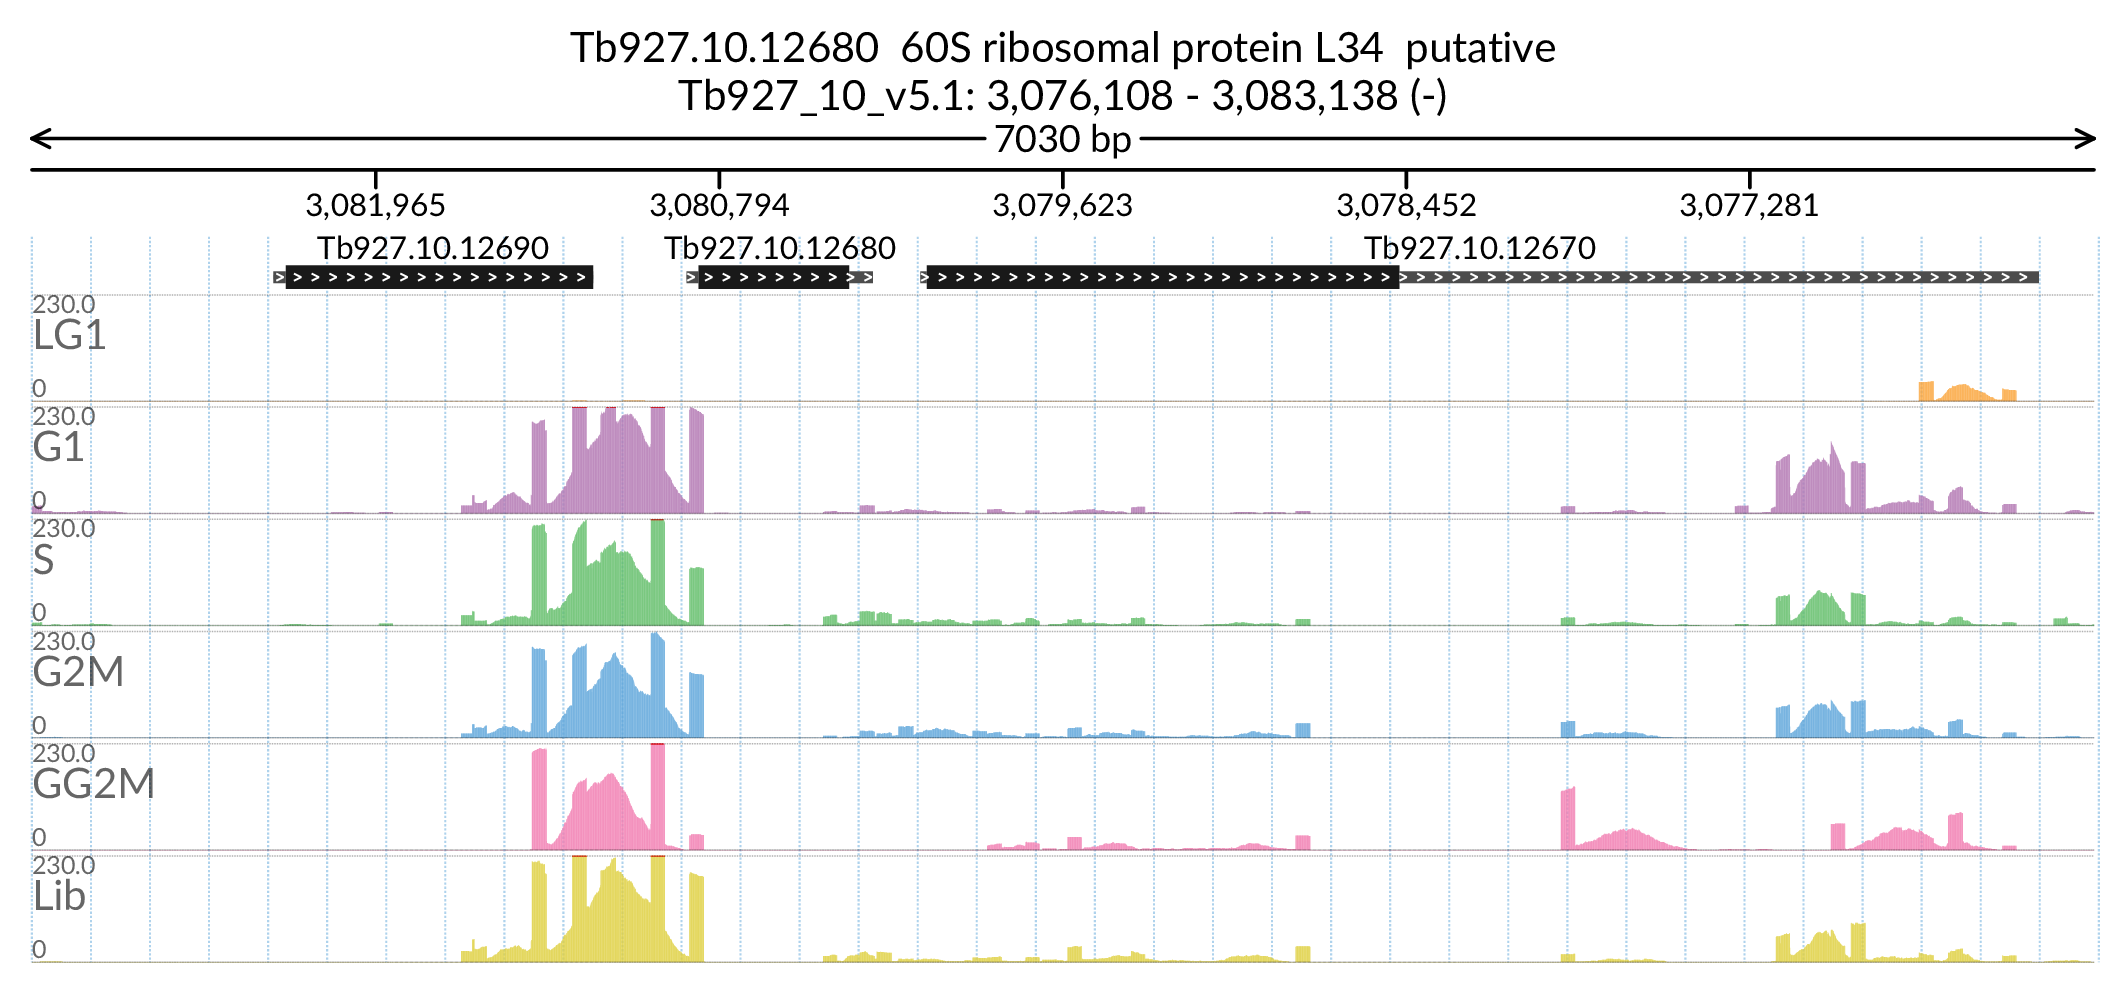 Tb927.10.12680  60S ribosomal protein L34  putative
Tb927_10_v5.1: 3,076,108 - 3,083,138 (-)
7030 bp
3,081,965 3,080,794 3,079,623 3,078,452 3,077,281
Tb927.10.12690 Tb927.10.12680 Tb927.10.12670
230.0
LG1
0
230.0
G1
0
230.0
S
0
230.0
G2M
0
230.0
GG2M
0
230.0
Lib
0